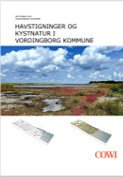 HAVSTIGNINGER OG
KYSTNATUR I
VORDINGBORG KOMMUNE
COWI